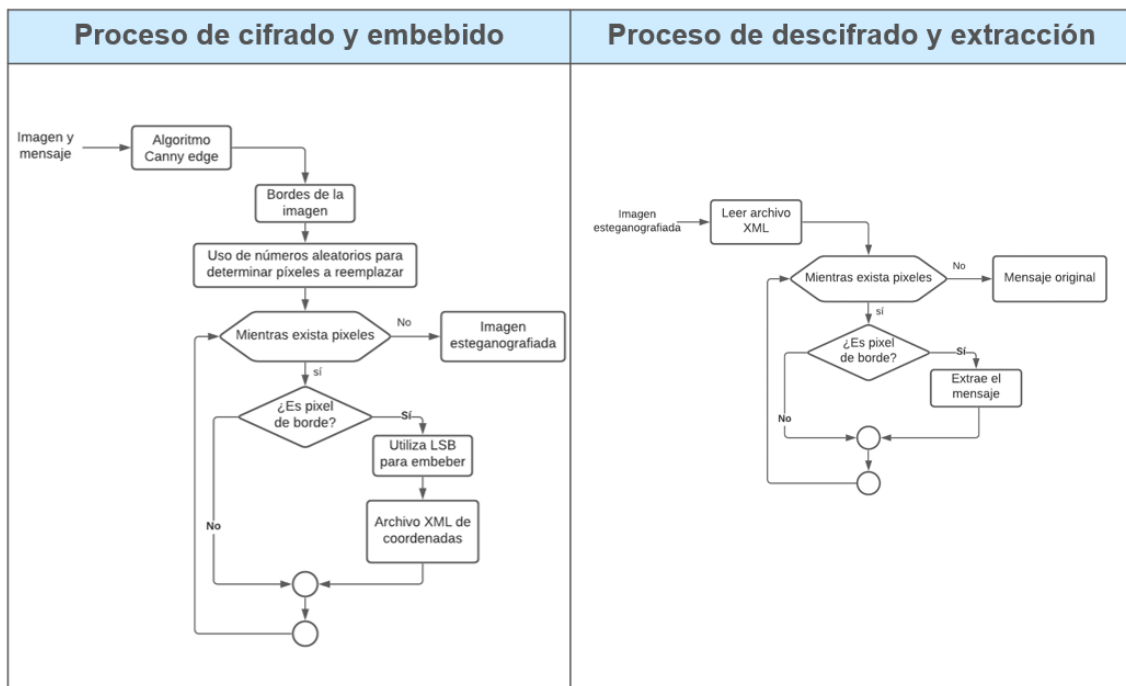 Proceso de cifrado y embebido
Imagen y
mensaje
Algoritmo
Canny edge
Bordes de la
imagen
Uso de números aleatorios para
determinar píxeles a reemplazar
Mientras exista pixeles
No
Imagen
esteganografiada
sí
¿Es pixel
de borde?
Sí
Utiliza LSB
para embeber
No
Archivo XML de
coordenadas
Proceso de descifrado y extracción
Imagen
esteganografiada
Leer archivo
XML
Mientras exista pixeles
No
Mensaje original
sí
¿Es pixel
de borde?
Sí
Extrae el
mensaje
No